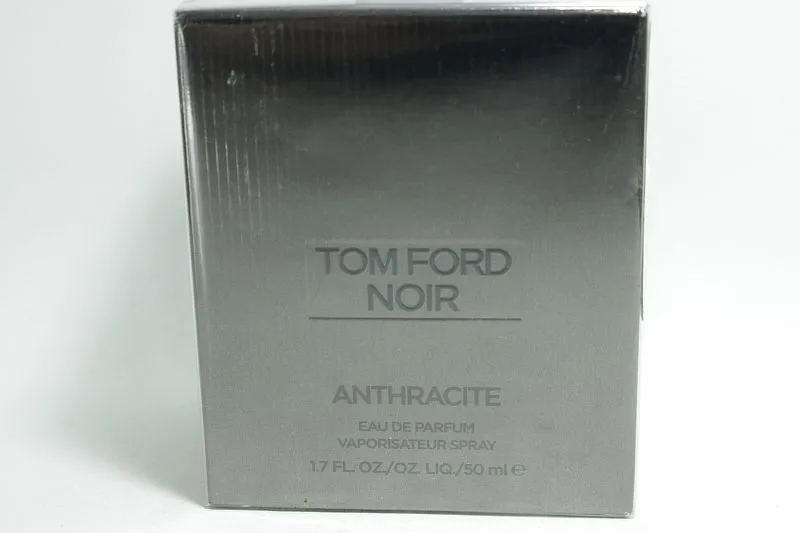 TOM FORD
NOIR
ANTHRACITE
EAU DE PARFUM
VAPORISATEUR SPRAY
1.7 FL. OZ./OZ. LIQ./50 ml ℮